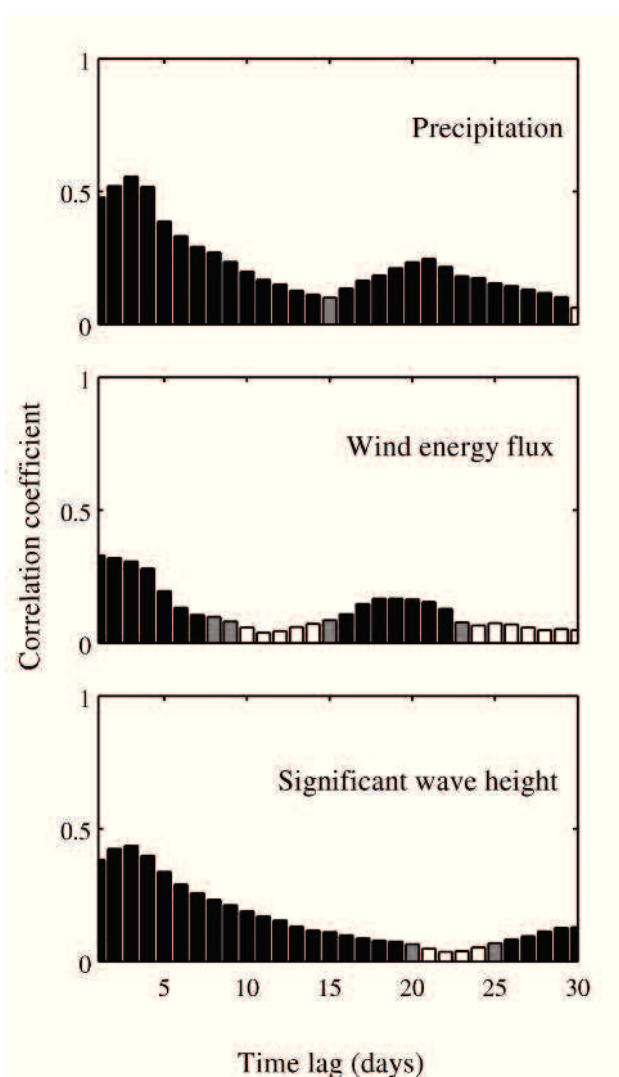 1
Precipitation
0.5
0
1
Wind energy flux
0.5
0
Correlation coefficient
1
Significant wave height
0.5
0
5 10 15 20 25 30
Time lag (days)